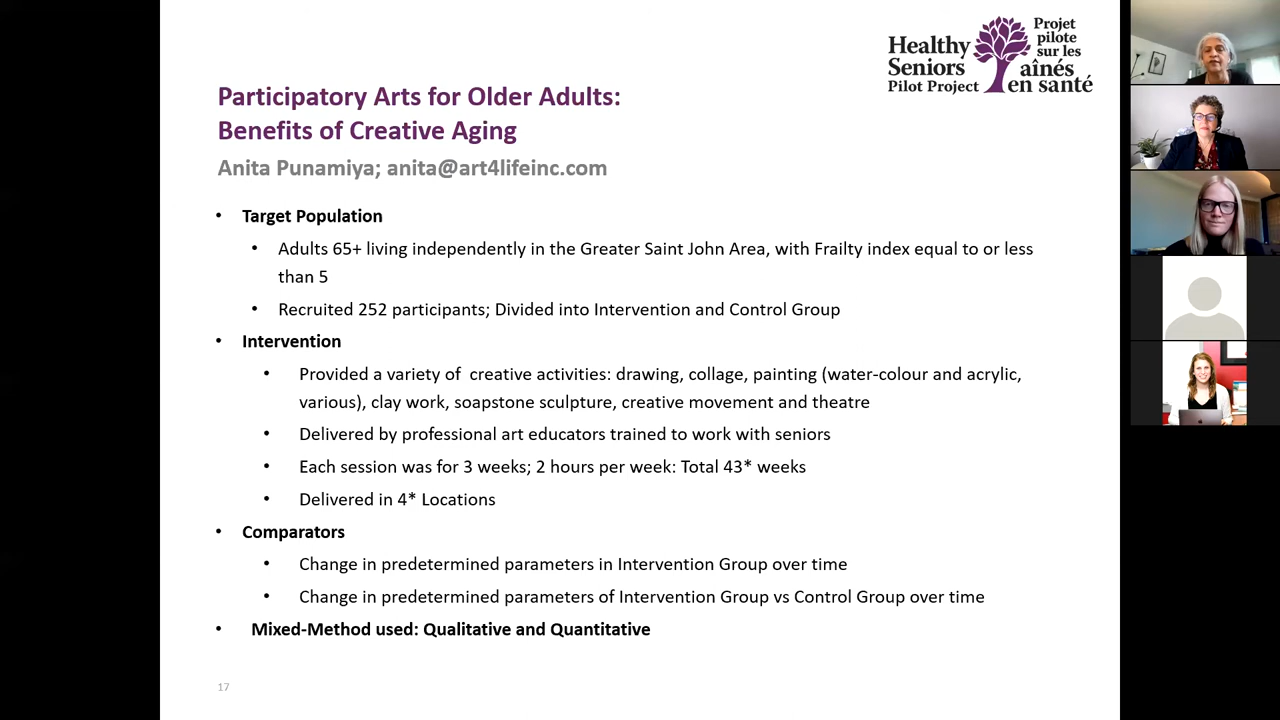 Healthy
Seniors
Pilot Project
Projet
pilote
sur les
aînés
en santé
Participatory Arts for Older Adults:
Benefits of Creative Aging
Anita Punamiya; anita@art4lifeinc.com
• Target Population
• Adults 65+ living independently in the Greater Saint John Area, with Frailty index equal to or less
than 5
• Recruited 252 participants; Divided into Intervention and Control Group
• Intervention
• Provided a variety of creative activities: drawing, collage, painting (water-colour and acrylic,
various), clay work, soapstone sculpture, creative movement and theatre
• Delivered by professional art educators trained to work with seniors
• Each session was for 3 weeks; 2 hours per week: Total 43* weeks
• Delivered in 4* Locations
• Comparators
• Change in predetermined parameters in Intervention Group over time
• Change in predetermined parameters of Intervention Group vs Control Group over time
• Mixed-Method used: Qualitative and Quantitative
17